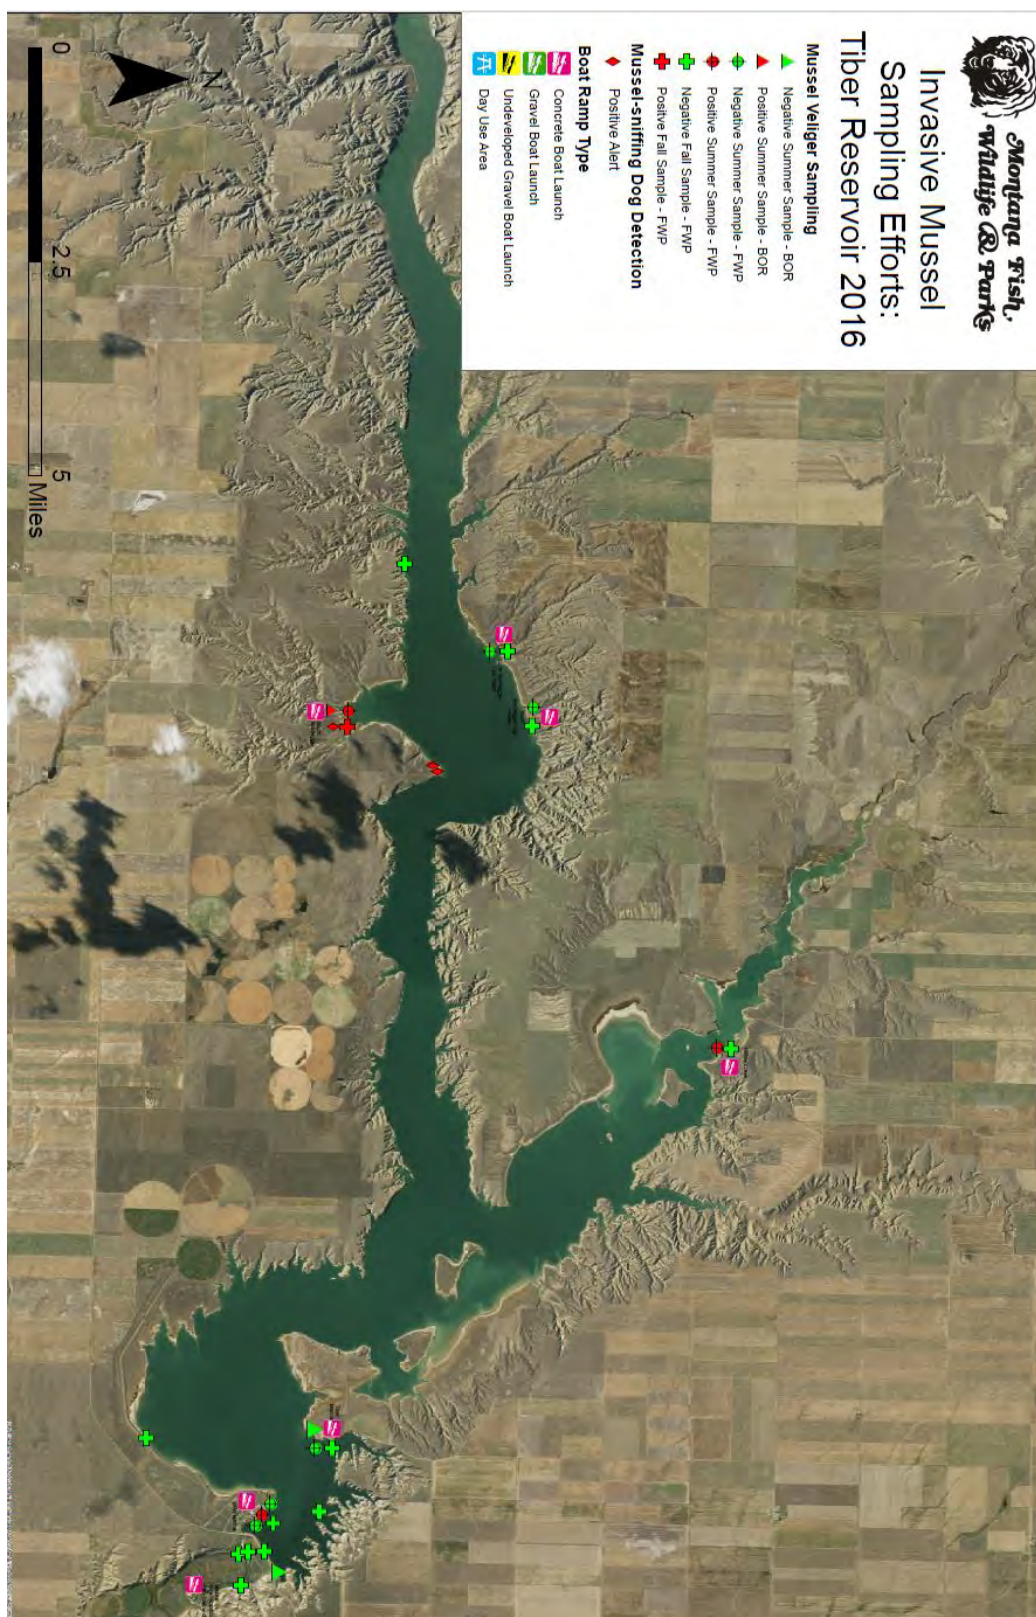 Montana Fish,
Wildlife & Parks
Invasive Mussel
Sampling Efforts:
Tiber Reservoir 2016
Mussel Veliger Sampling
Negative Summer Sample - BOR
Positive Summer Sample - BOR
Negative Summer Sample - FWP
Positive Summer Sample - FWP
Negative Fall Sample - FWP
Positve Fall Sample - FWP
Mussel-sniffing Dog Detection
Positive Alert
Boat Ramp Type
Concrete Boat Launch
Gravel Boat Launch
Undeveloped Gravel Boat Launch
Day Use Area
N
0 2.5 5
Miles